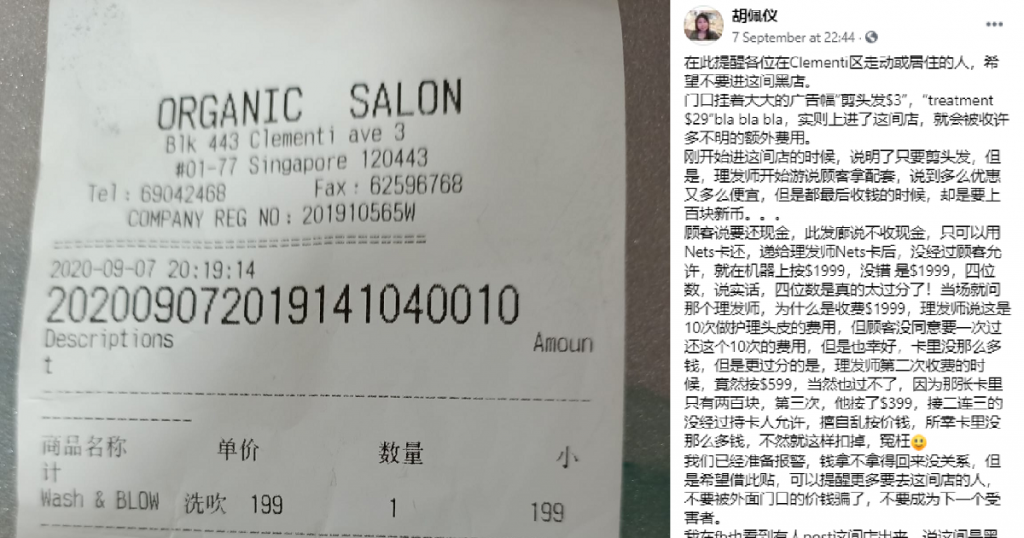 ORGANIC SALON
Blk 443 Clementi ave 3
#01-77 Singapore 120443
Tel: 69042468 Fax: 62596768
COMPANY REG NO: 201910565W
==============================
2020-09-07 20:19:14
202009072019141040010
Descriptions Amoun
t
商品名称 单价 数量 小
计
Wash & BLOW 洗吹 199 1 199
胡佩仪
7 September at 22:44
在此提醒各位在Clementi区走动或居住的人，希
望不要进这间黑店。
门口挂着大大的广告幅"剪头发$3"，"treatment
$29"bla bla bla，实则上进了这间店，就会被收许
多不明的额外费用。
刚开始进这间店的时候，说明了只要剪头发，但
是，理发师开始游说顾客拿配套，说到多么优惠
又多么便宜，但是都最后收钱的时候，却是要上
百块新币。。。
顾客说要还现金，此发廊说不收现金，只可以用
Nets卡还，递给理发师Nets卡后，没经过顾客允
许，就在机器上按$1999，没错 是$1999，四位
数，说实话，四位数是真的太过分了！当场就问
那个理发师，为什么是收费$1999，理发师说这是
10次做护理头皮的费用，但顾客没同意要一次过
还这个10次的费用，但是也幸好，卡里没那么多
钱，但是更过分的是，理发师第二次收费的时
候，竟然按$599，当然也过不了，因为那张卡里
只有两百块，第三次，他按了$399，接二连三的
没经过持卡人允许，擅自乱按价钱，所幸卡里没
那么多钱，不然就这样扣掉，冤枉
我们已经准备报警，钱拿不拿得回来没关系，但
是希望借此贴，可以提醒更多要去这间店的人，
不要被外面门口的价钱骗了，不要成为下一个受
害者。
我在fb也看到有人post这间店出来，说这间是黑